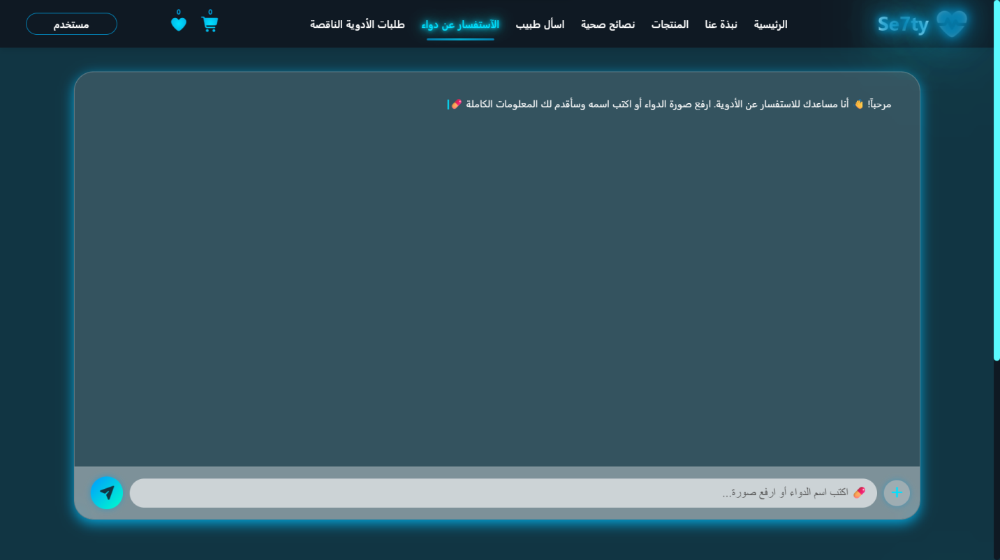 Se7ty
الرئيسية
نبذة عنا
المنتجات
نصائح صحية
اسأل طبيب
الآستفسار عن دواء
طلبات الأدوية الناقصة
0
0
مستخدم
مرحباً! 👋 أنا مساعدك للاستفسار عن الأدوية. ارفع صورة الدواء أو اكتب اسمه وسأقدم لك المعلومات الكاملة 💊
💊 اكتب اسم الدواء أو ارفع صورة...